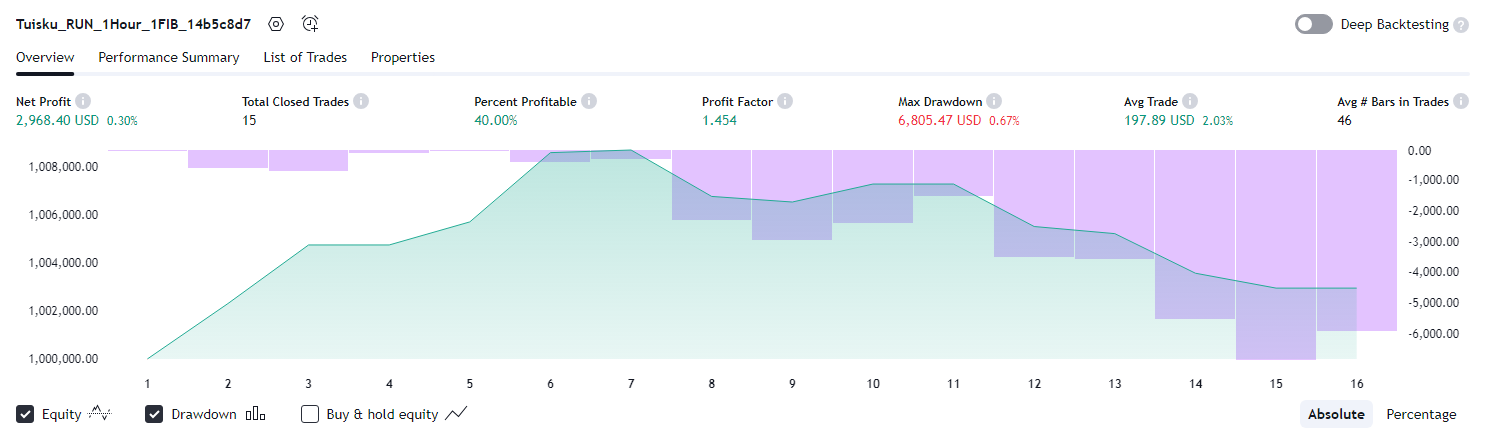 Tuisku_RUN_1Hour_1FIB_14b5c8d7 Deep Backtesting ?
Overview Performance Summary List of Trades Properties
Net Profit Total Closed Trades Percent Profitable Profit Factor Max Drawdown Avg Trade Avg # Bars in Trades
2,968.40 USD 0.30% 15 40.00% 1.454 6,805.47 USD 0.67% 197.89 USD 2.03% 46
1,008,000.00
1,006,000.00
1,004,000.00
1,002,000.00
1,000,000.00
0.00
-1,000.00
-2,000.00
-3,000.00
-4,000.00
-5,000.00
-6,000.00
1 2 3 4 5 6 7 8 9 10 11 12 13 14 15 16
Equity Drawdown Buy & hold equity Absolute Percentage